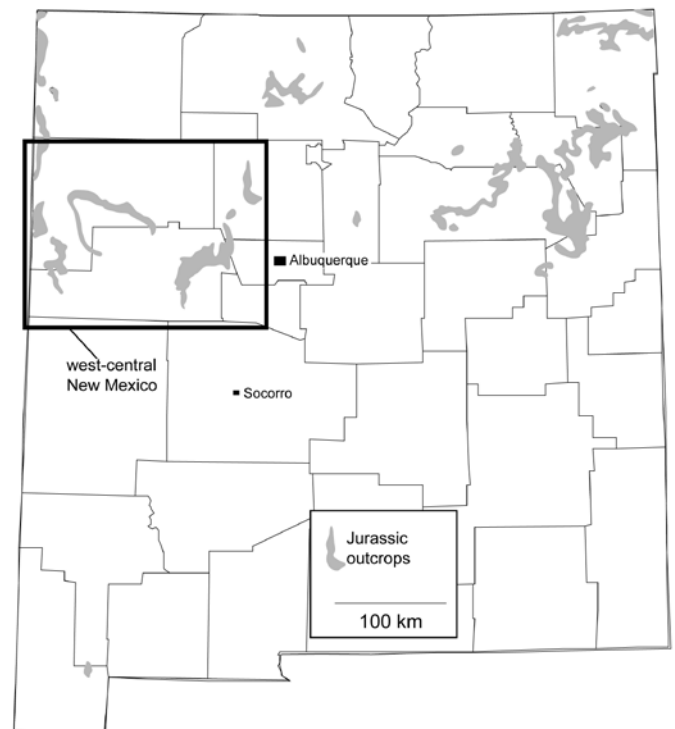 Albuquerque
west-central
New Mexico
Socorro
Jurassic
outcrops
100 km